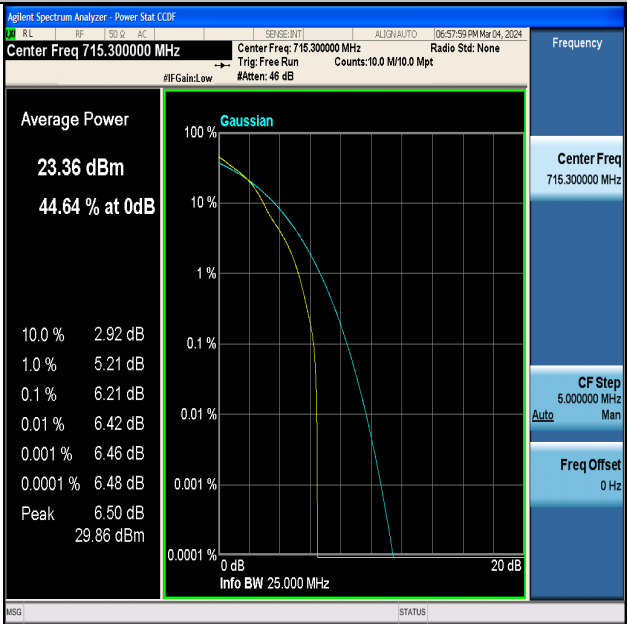 Agilent Spectrum Analyzer - Power Stat CCDF
LXI RL RF 50 Ω AC SENSE:INT ALIGN AUTO 06:57:59 PM Mar 04, 2024
Center Freq 715.300000 MHz
Center Freq: 715.300000 MHz Radio Std: None
Trig: Free Run Counts:10.0 M/10.0 Mpt
#IFGain:Low #Atten: 46 dB
Average Power
23.36 dBm
44.64 % at 0dB
10.0 % 2.92 dB
1.0 % 5.21 dB
0.1 % 6.21 dB
0.01 % 6.42 dB
0.001 % 6.46 dB
0.0001 % 6.48 dB
Peak 6.50 dB
29.86 dBm
Gaussian
100 %
10 %
1 %
0.1 %
0.01 %
0.001 %
0.0001 %
0 dB 20 dB
Info BW 25.000 MHz
Frequency
Center Freq
715.300000 MHz
CF Step
5.000000 MHz
Auto Man
Freq Offset
0 Hz
MSG STATUS